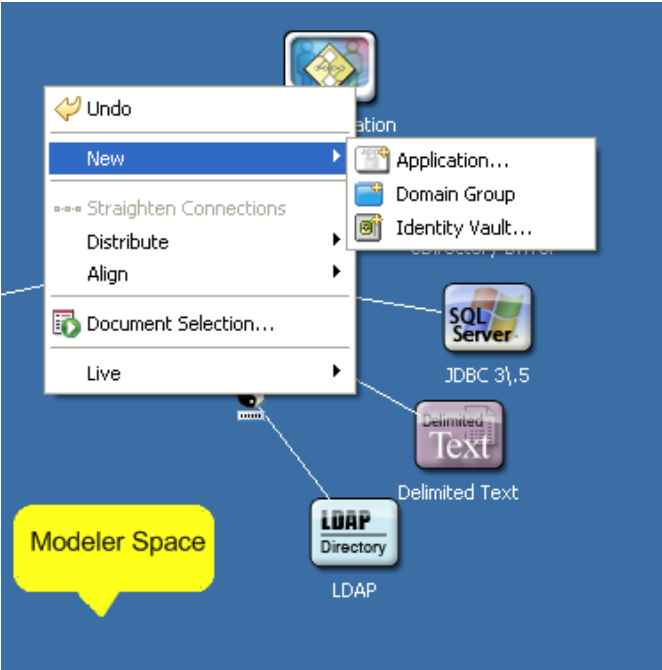 Undo
ation
New
Application...
Domain Group
Straighten Connections
Identity Vault...
Distribute
Align
SQL
Server
Document Selection...
JDBC 3\.5
Live
Delimited
Text
Delimited Text
LDAP
Directory
Modeler Space
LDAP